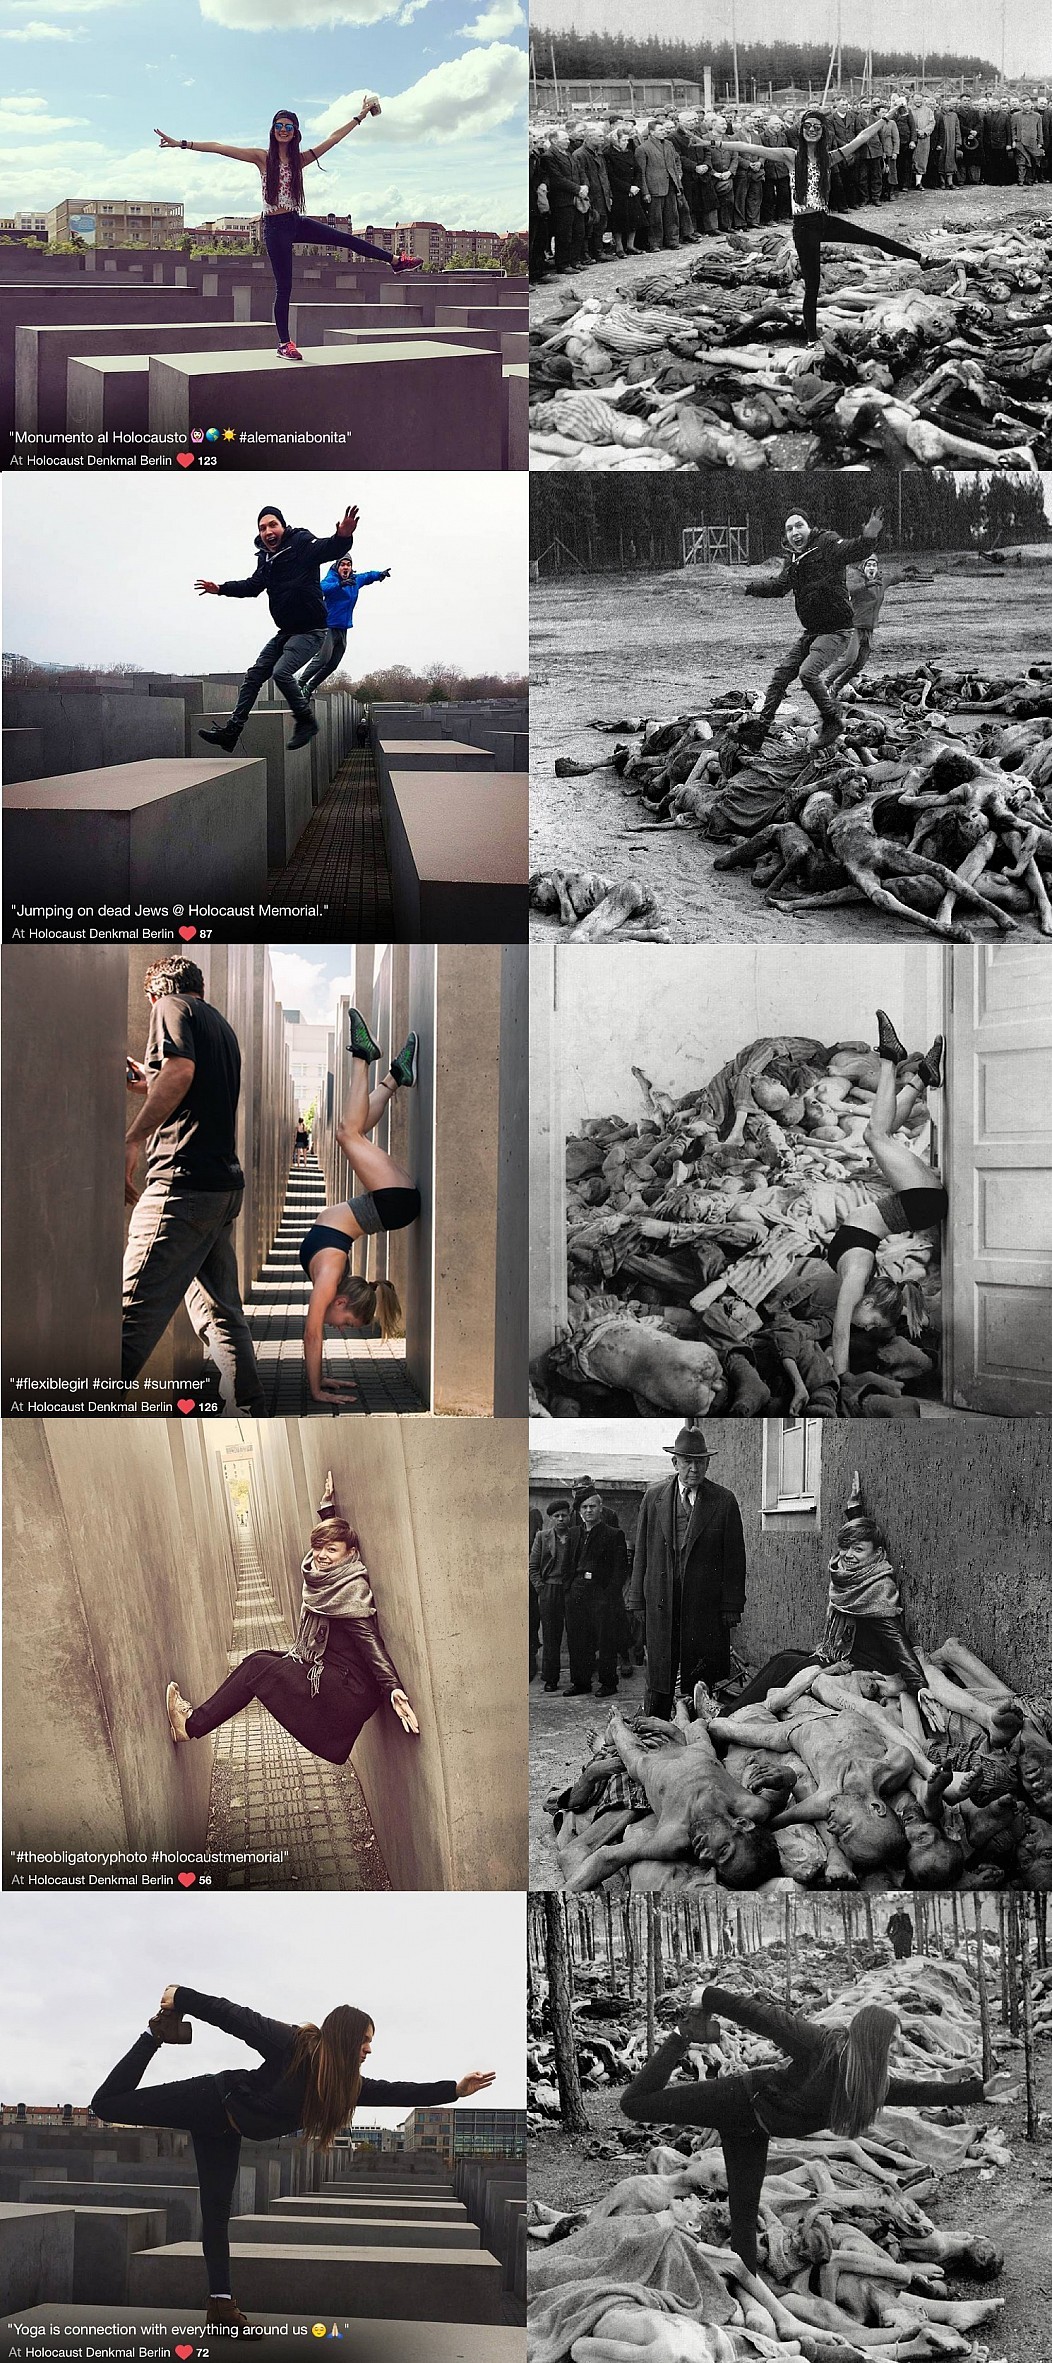 "Monumento al Holocausto 🙆🏻🌏☀️ #alemaniabonita"
At Holocaust Denkmal Berlin ❤️ 123
"Jumping on dead Jews @ Holocaust Memorial."
At Holocaust Denkmal Berlin ❤️ 87
"#flexiblegirl #circus #summer"
At Holocaust Denkmal Berlin ❤️ 126
"#theobligatoryphoto #holocaustmemorial"
At Holocaust Denkmal Berlin ❤️ 56
"Yoga is connection with everything around us 😌🙏🏻"
At Holocaust Denkmal Berlin ❤️ 72